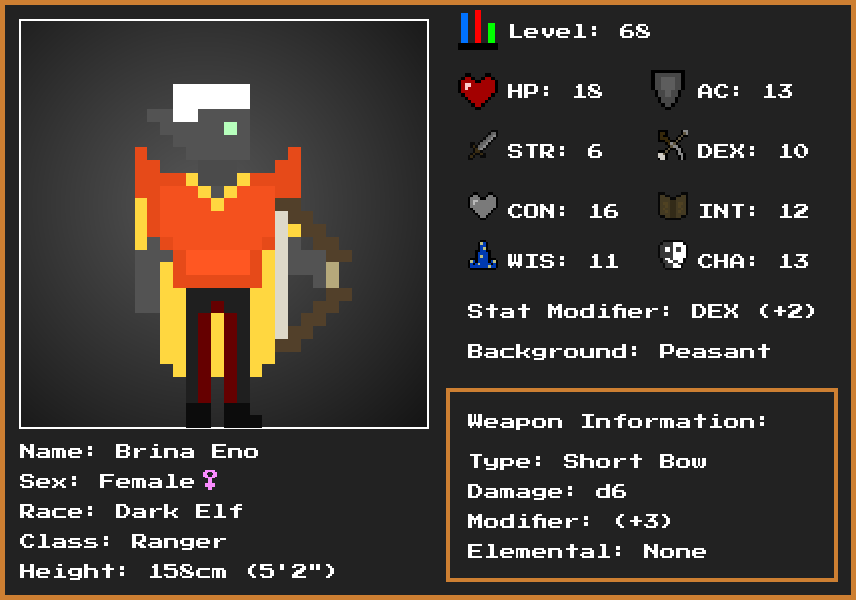 Level: 68
HP: 18 AC: 13
STR: 6 DEX: 10
CON: 16 INT: 12
WIS: 11 CHA: 13
Stat Modifier: DEX (+2)
Background: Peasant
Weapon Information:
Type: Short Bow
Damage: d6
Modifier: (+3)
Elemental: None
Name: Brina Eno
Sex: Female♀
Race: Dark Elf
Class: Ranger
Height: 158cm (5'2")